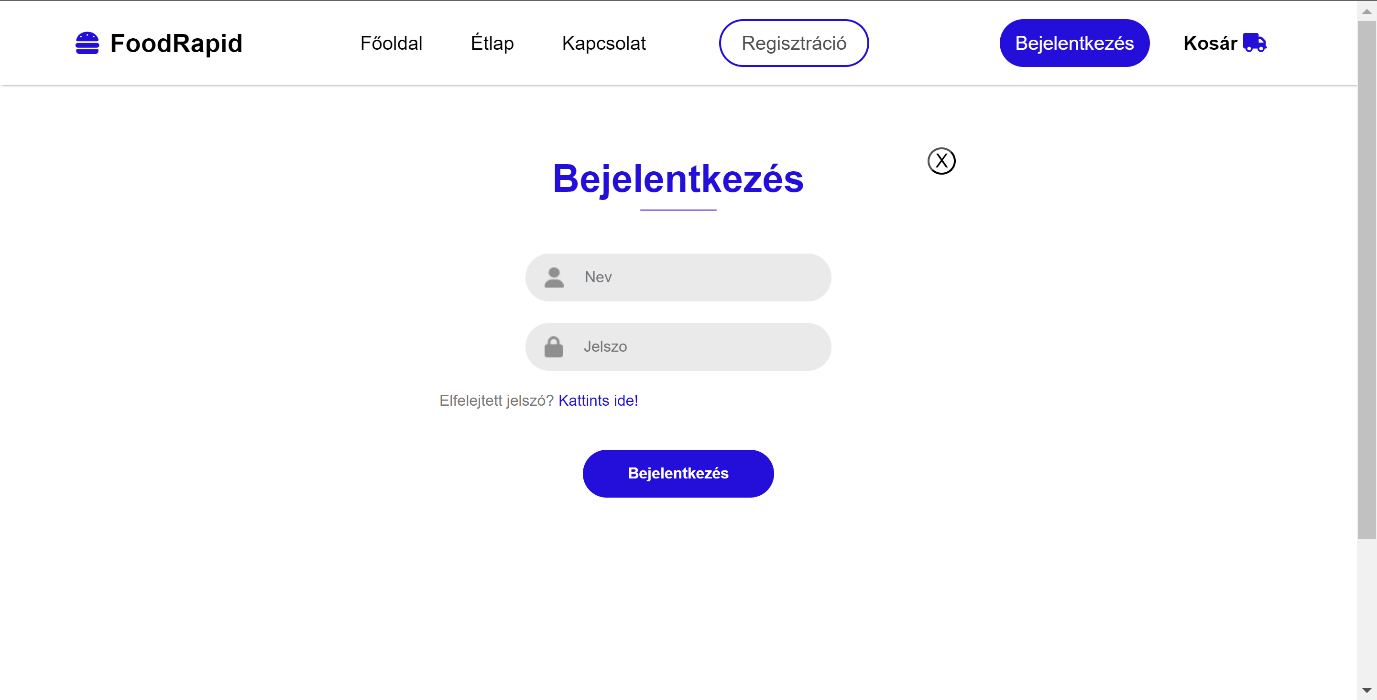 FoodRapid
Főoldal
Étlap
Kapcsolat
Regisztráció
Bejelentkezés
Kosár
X
Bejelentkezés
Nev
Jelszo
Elfelejtett jelszó? Kattints ide!
Bejelentkezés